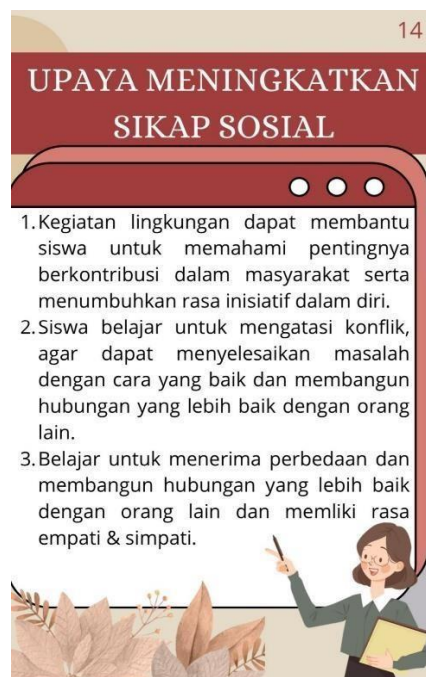 14
UPAYA MENINGKATKAN
SIKAP SOSIAL
1.Kegiatan lingkungan dapat membantu
siswa untuk memahami pentingnya
berkontribusi dalam masyarakat serta
menumbuhkan rasa inisiatif dalam diri.
2.Siswa belajar untuk mengatasi konflik,
agar dapat menyelesaikan masalah
dengan cara yang baik dan membangun
hubungan yang lebih baik dengan orang
lain.
3.Belajar untuk menerima perbedaan dan
membangun hubungan yang lebih baik
dengan orang lain dan memliki rasa
empati & simpati.